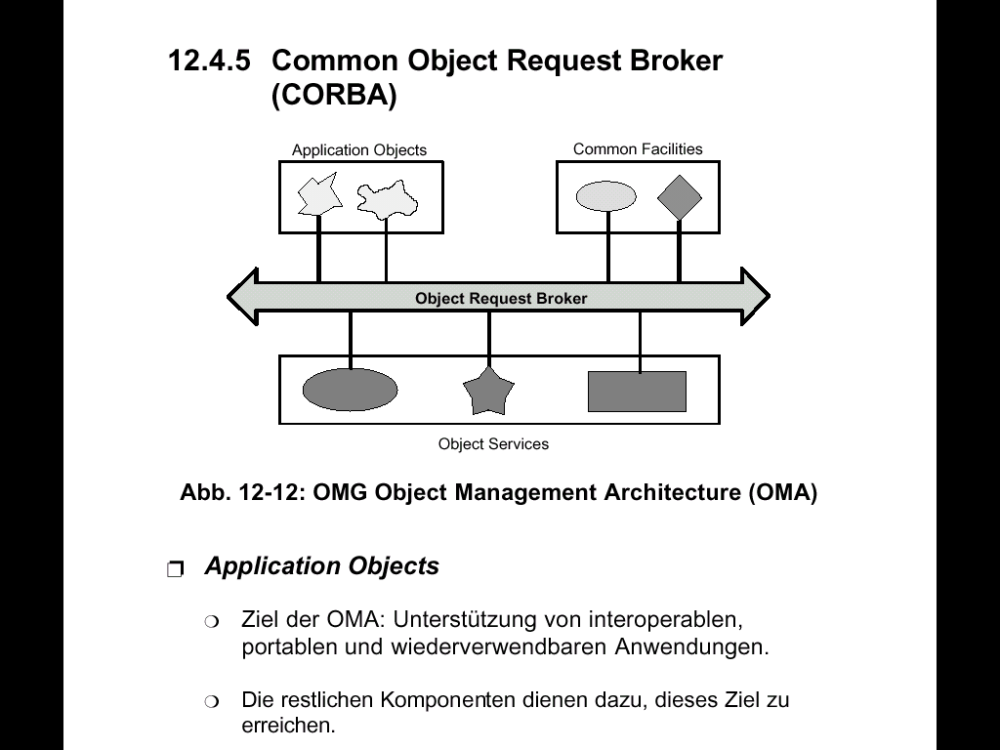 12.4.5 Common Object Request Broker
(CORBA)
Application Objects
Common Facilities
Object Request Broker
Object Services
Abb. 12-12: OMG Object Management Architecture (OMA)
❒ Application Objects
❍ Ziel der OMA: Unterstützung von interoperablen,
portablen und wiederverwendbaren Anwendungen.
❍ Die restlichen Komponenten dienen dazu, dieses Ziel zu
erreichen.